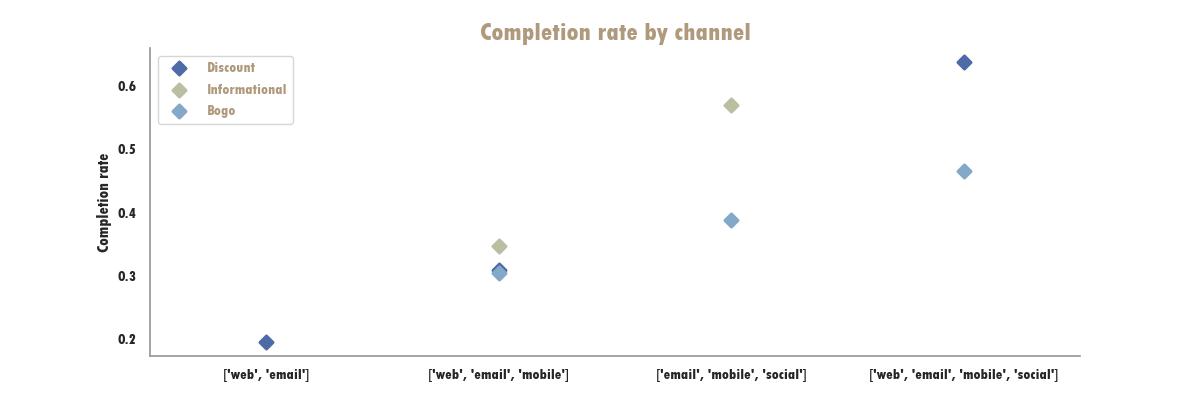 Completion rate by channel
Discount
Informational
Bogo
Completion rate
0.6
0.5
0.4
0.3
0.2
['web', 'email']
['web', 'email', 'mobile']
['email', 'mobile', 'social']
['web', 'email', 'mobile', 'social']